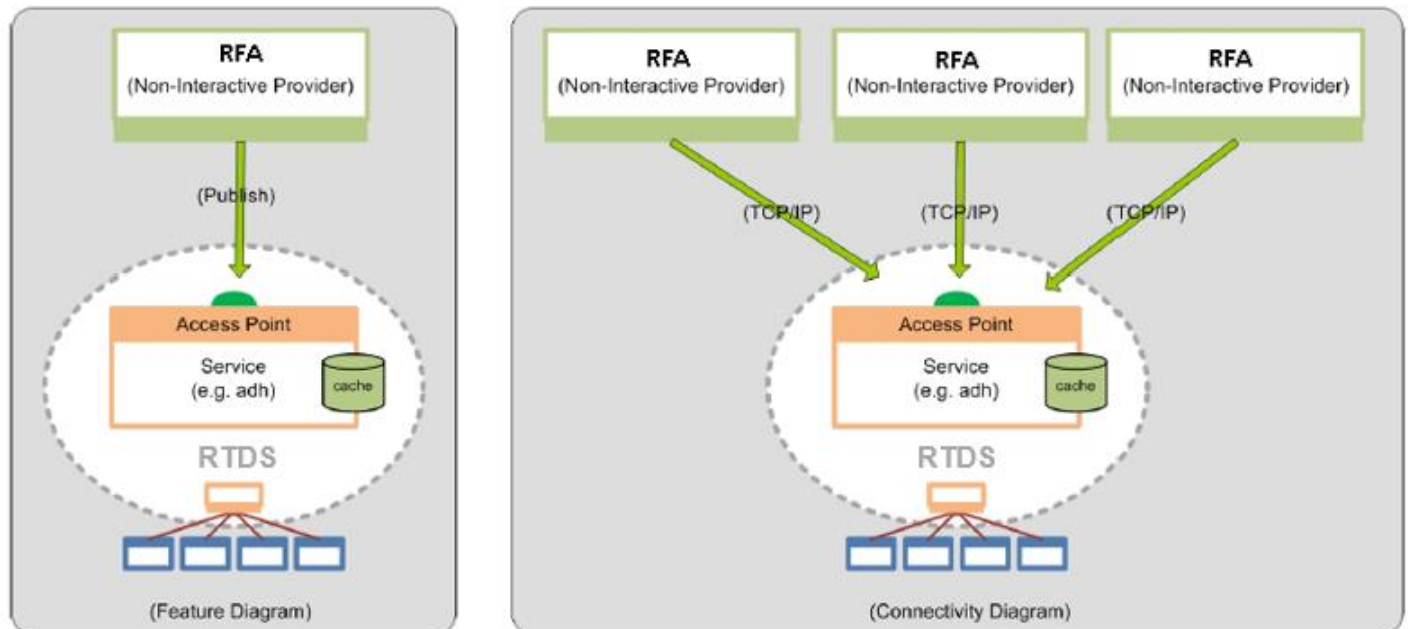 RFA
(Non-Interactive Provider)
(Publish)
Access Point
Service
(e.g. adh)
cache
RTDS
(Feature Diagram)
RFA
(Non-Interactive Provider)
RFA
(Non-Interactive Provider)
RFA
(Non-Interactive Provider)
(TCP/IP)
(TCP/IP)
(TCP/IP)
Access Point
Service
(e.g. adh)
cache
RTDS
(Connectivity Diagram)